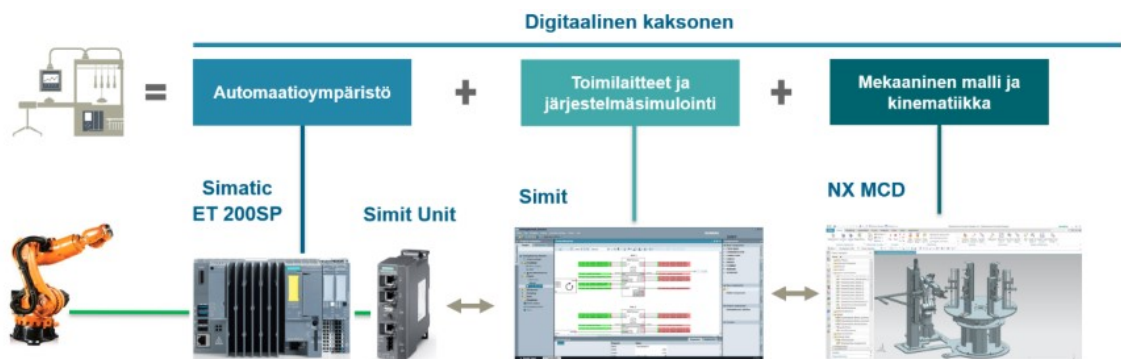 Digitaalinen kaksonen
Automaatioympäristö
Toimilaitteet ja
järjestelmäsimulointi
Mekaaninen malli ja
kinematiikka
Simatic
ET 200SP
Simit Unit
Simit
NX MCD